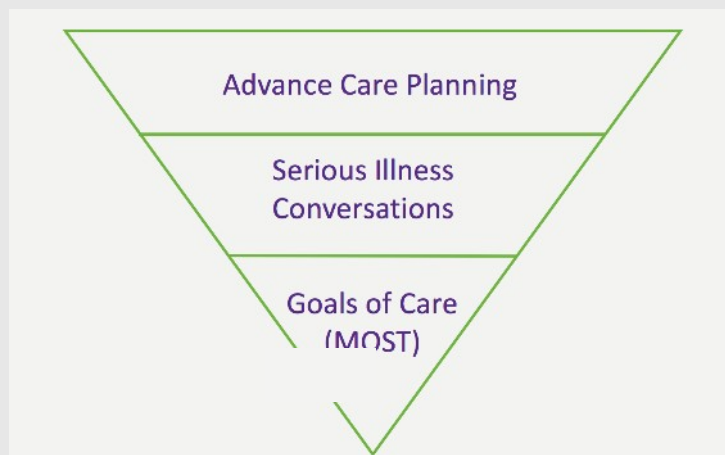 Advance Care Planning
Serious Illness
Conversations
Goals of Care
(MOST)